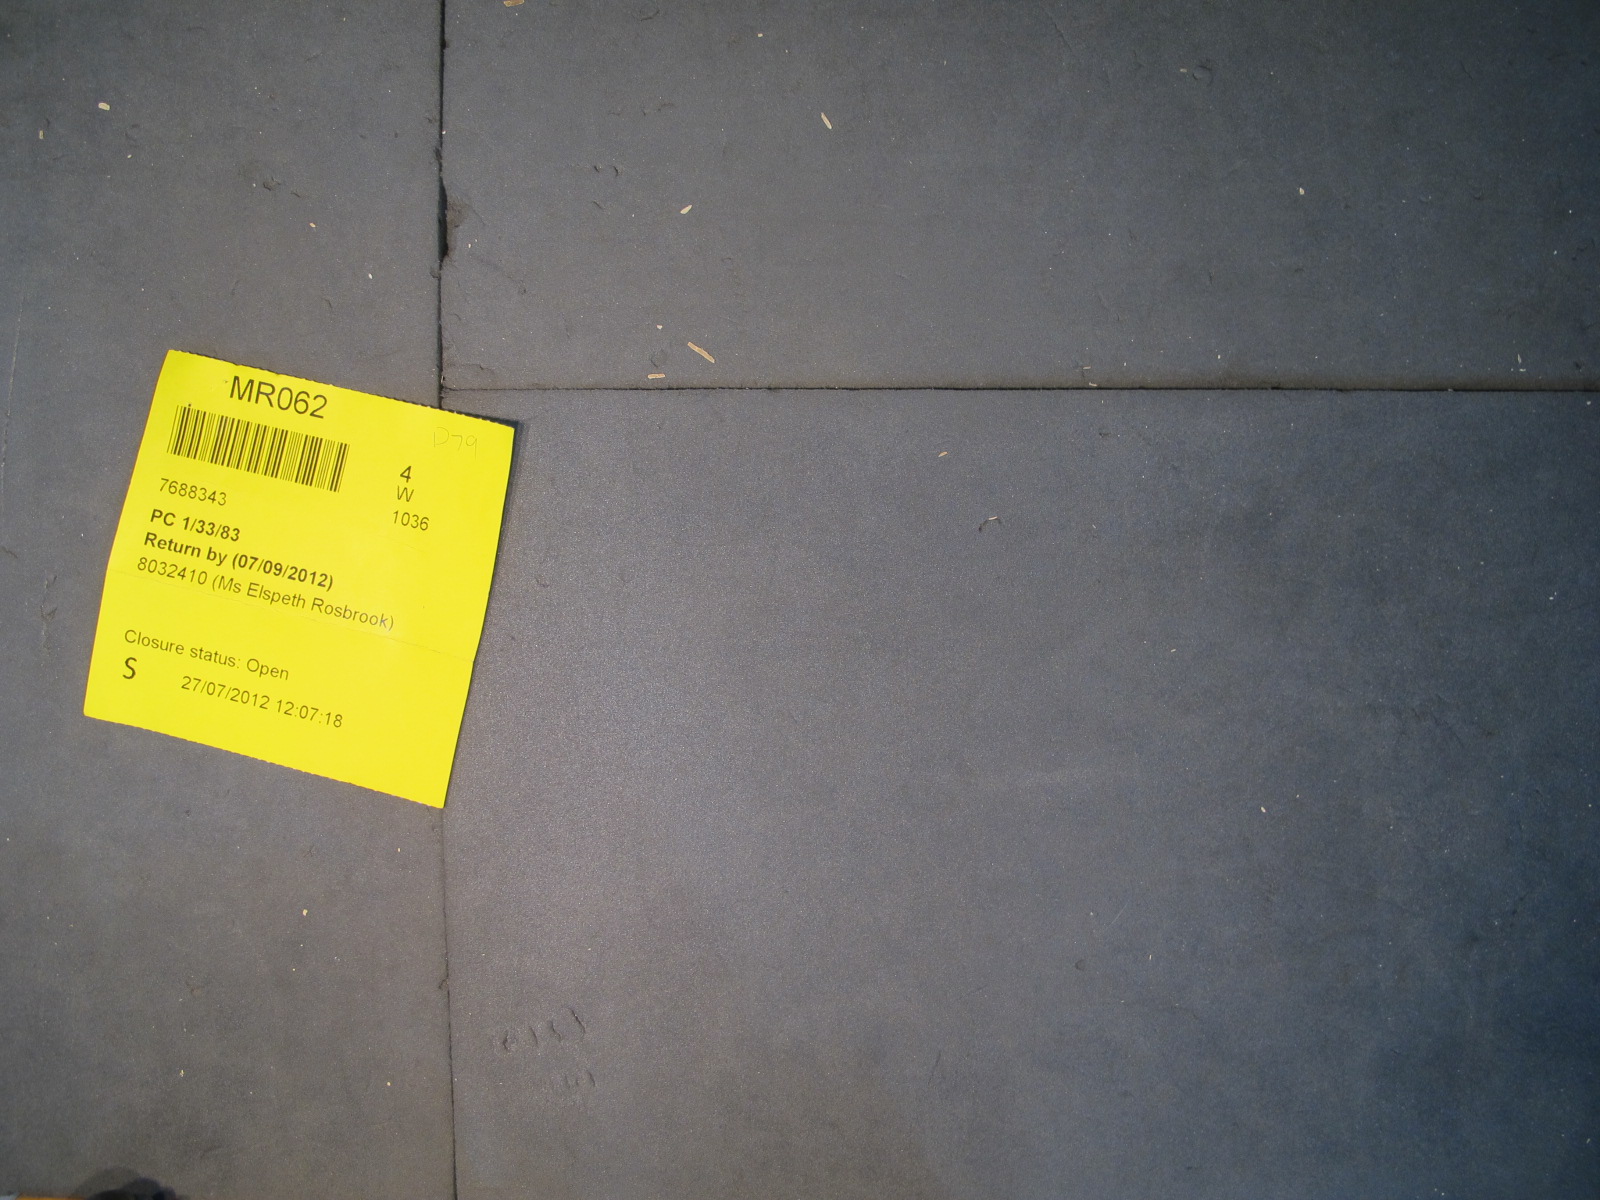 MR062
D79
4
W
1036
7688343
PC 1/33/83
Return by (07/09/2012)
8032410 (Ms Elspeth Rosbrook)
Closure status: Open
S
27/07/2012 12:07:18